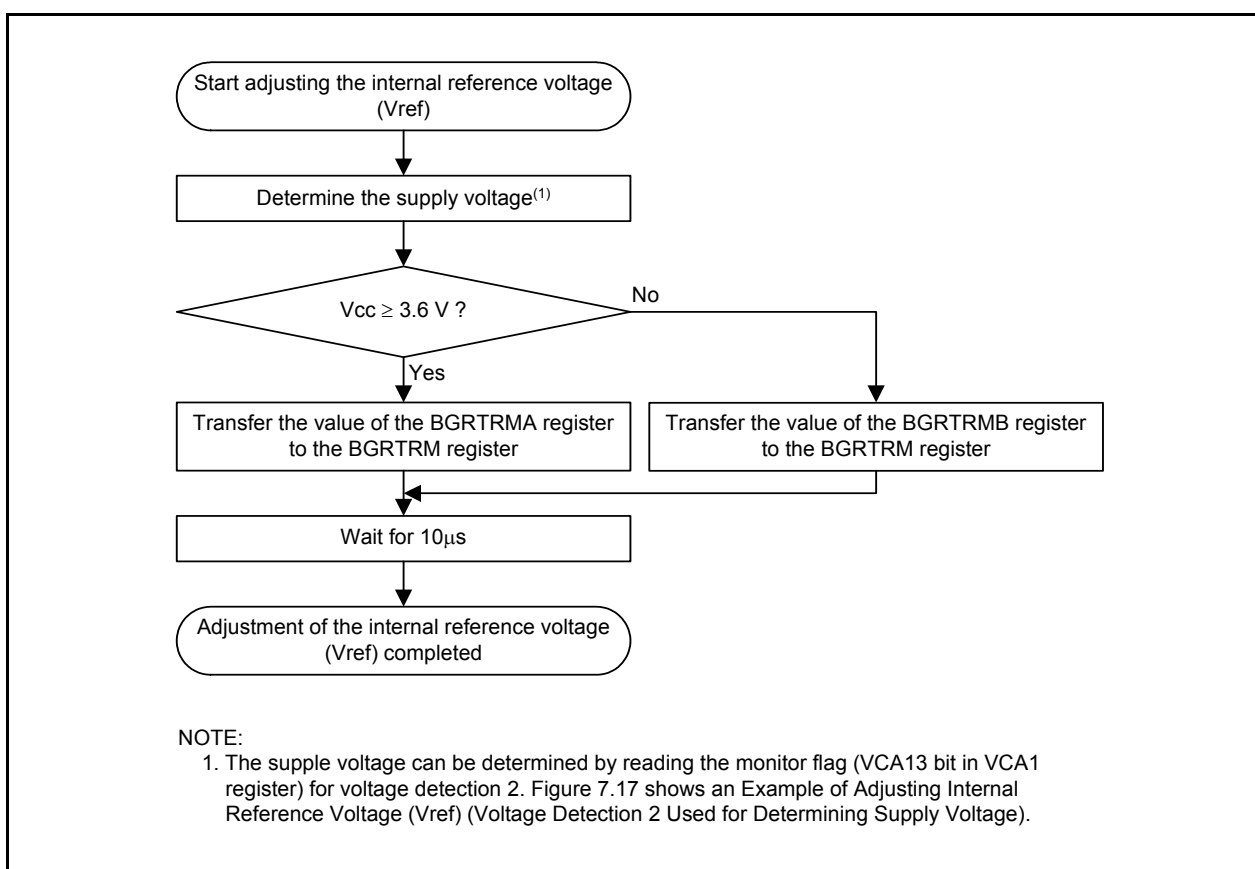 Start adjusting the internal reference voltage
(Vref)
Determine the supply voltage(1)
Vcc ≥ 3.6 V ?
No
Yes
Transfer the value of the BGRTRMA register
to the BGRTRM register
Transfer the value of the BGRTRMB register
to the BGRTRM register
Wait for 10μs
Adjustment of the internal reference voltage
(Vref) completed
NOTE:
1. The supple voltage can be determined by reading the monitor flag (VCA13 bit in VCA1
register) for voltage detection 2. Figure 7.17 shows an Example of Adjusting Internal
Reference Voltage (Vref) (Voltage Detection 2 Used for Determining Supply Voltage).